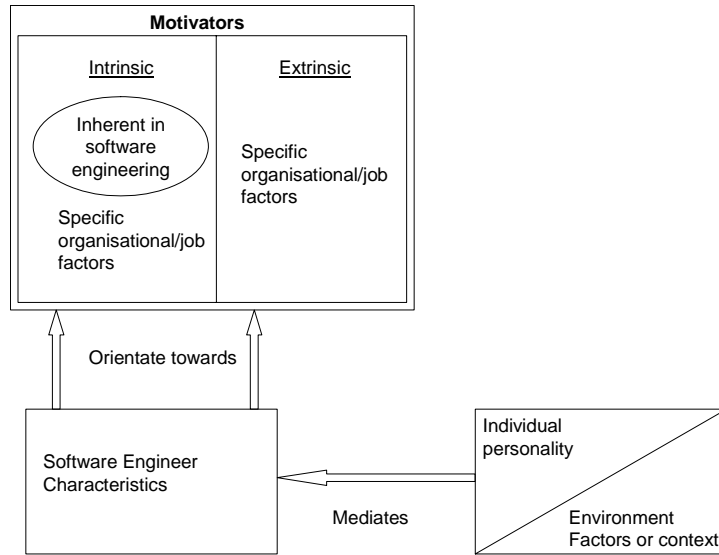 Motivators
Intrinsic
Inherent in
software
engineering
Specific
organisational/job
factors
Extrinsic
Specific
organisational/job
factors
Orientate towards
Software Engineer
Characteristics
Mediates
Individual
personality
Environment
Factors or context